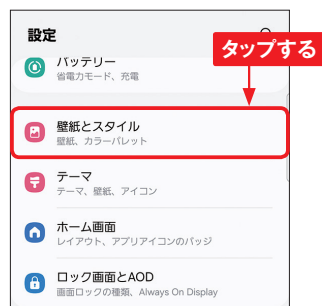 設定
タップする
バッテリー
省電力モード、充電
壁紙とスタイル
壁紙、カラーパレット
テーマ
テーマ、壁紙、アイコン
ホーム画面
レイアウト、アプリアイコンのバッジ
ロック画面とAOD
画面ロックの種類、Always On Display